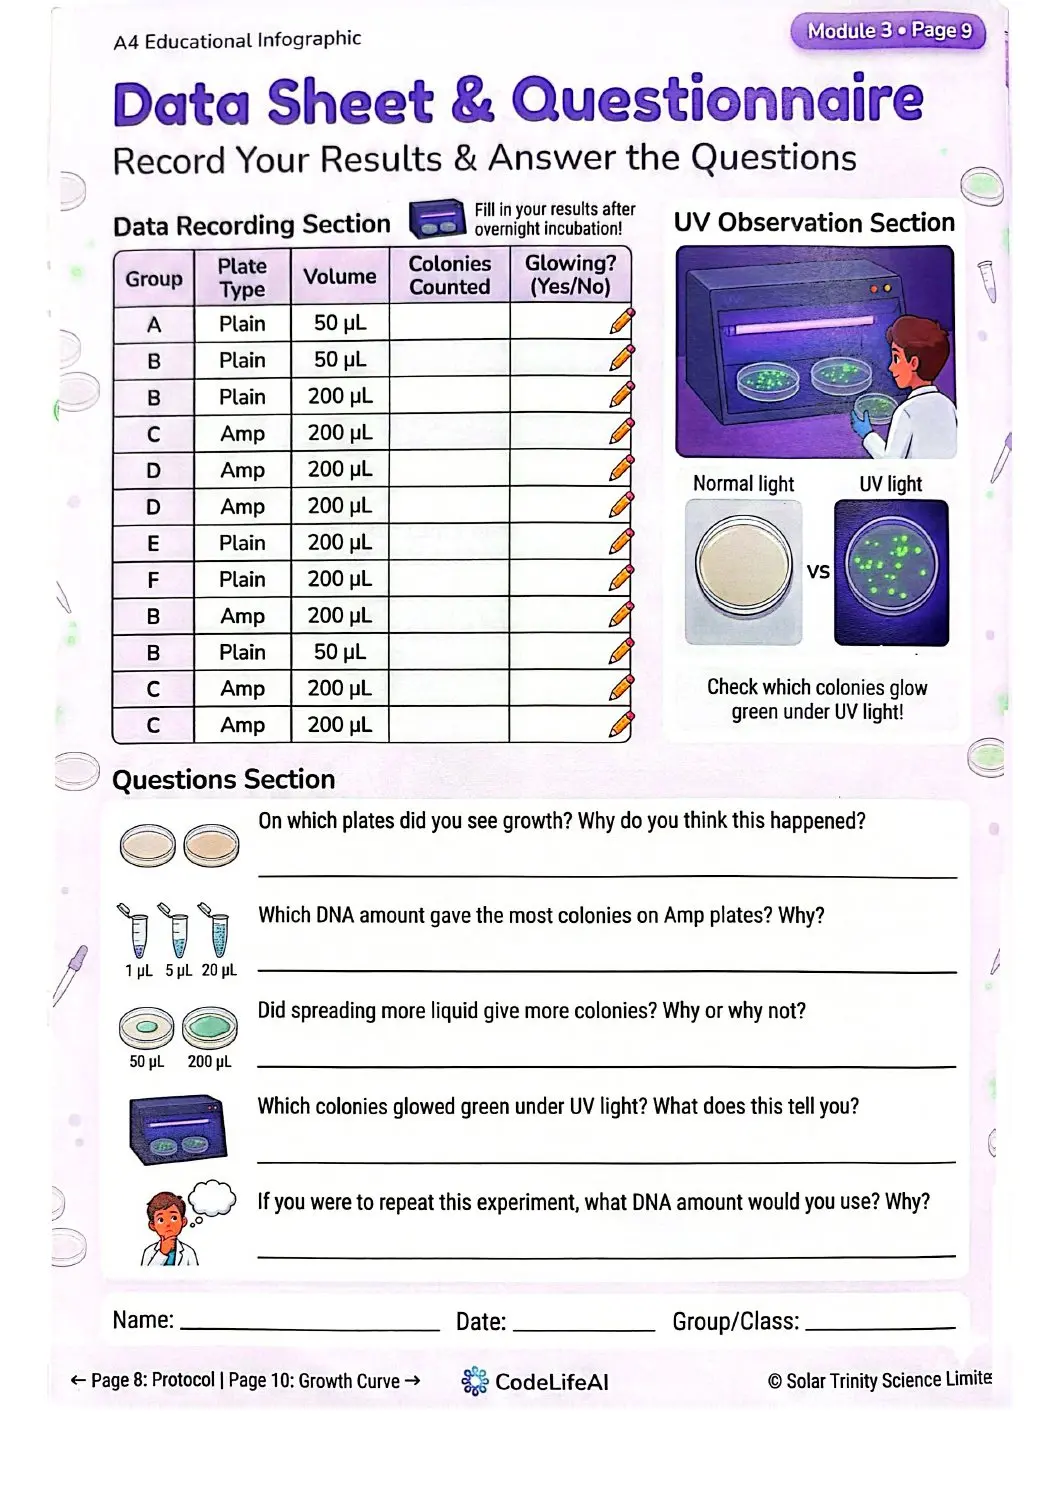 A4 Educational Infographic
Module 3 • Page 9
Data Sheet & Questionnaire
Record Your Results & Answer the Questions
Data Recording Section
Fill in your results after
overnight incubation!
Group | Plate Type | Volume | Colonies Counted | Glowing? (Yes/No)
A | Plain | 50 µL
B | Plain | 50 µL
B | Plain | 200 µL
C | Amp | 200 µL
D | Amp | 200 µL
D | Amp | 200 µL
E | Plain | 200 µL
F | Plain | 200 µL
B | Amp | 200 µL
B | Plain | 50 µL
C | Amp | 200 µL
C | Amp | 200 µL
UV Observation Section
Normal light
UV light
VS
Check which colonies glow
green under UV light!
Questions Section
On which plates did you see growth? Why do you think this happened?
Which DNA amount gave the most colonies on Amp plates? Why?
1 µL 5 µL 20 µL
Did spreading more liquid give more colonies? Why or why not?
50 µL 200 µL
Which colonies glowed green under UV light? What does this tell you?
If you were to repeat this experiment, what DNA amount would you use? Why?
Name: Date: Group/Class:
← Page 8: Protocol | Page 10: Growth Curve →
CodeLifeAI
© Solar Trinity Science Limite